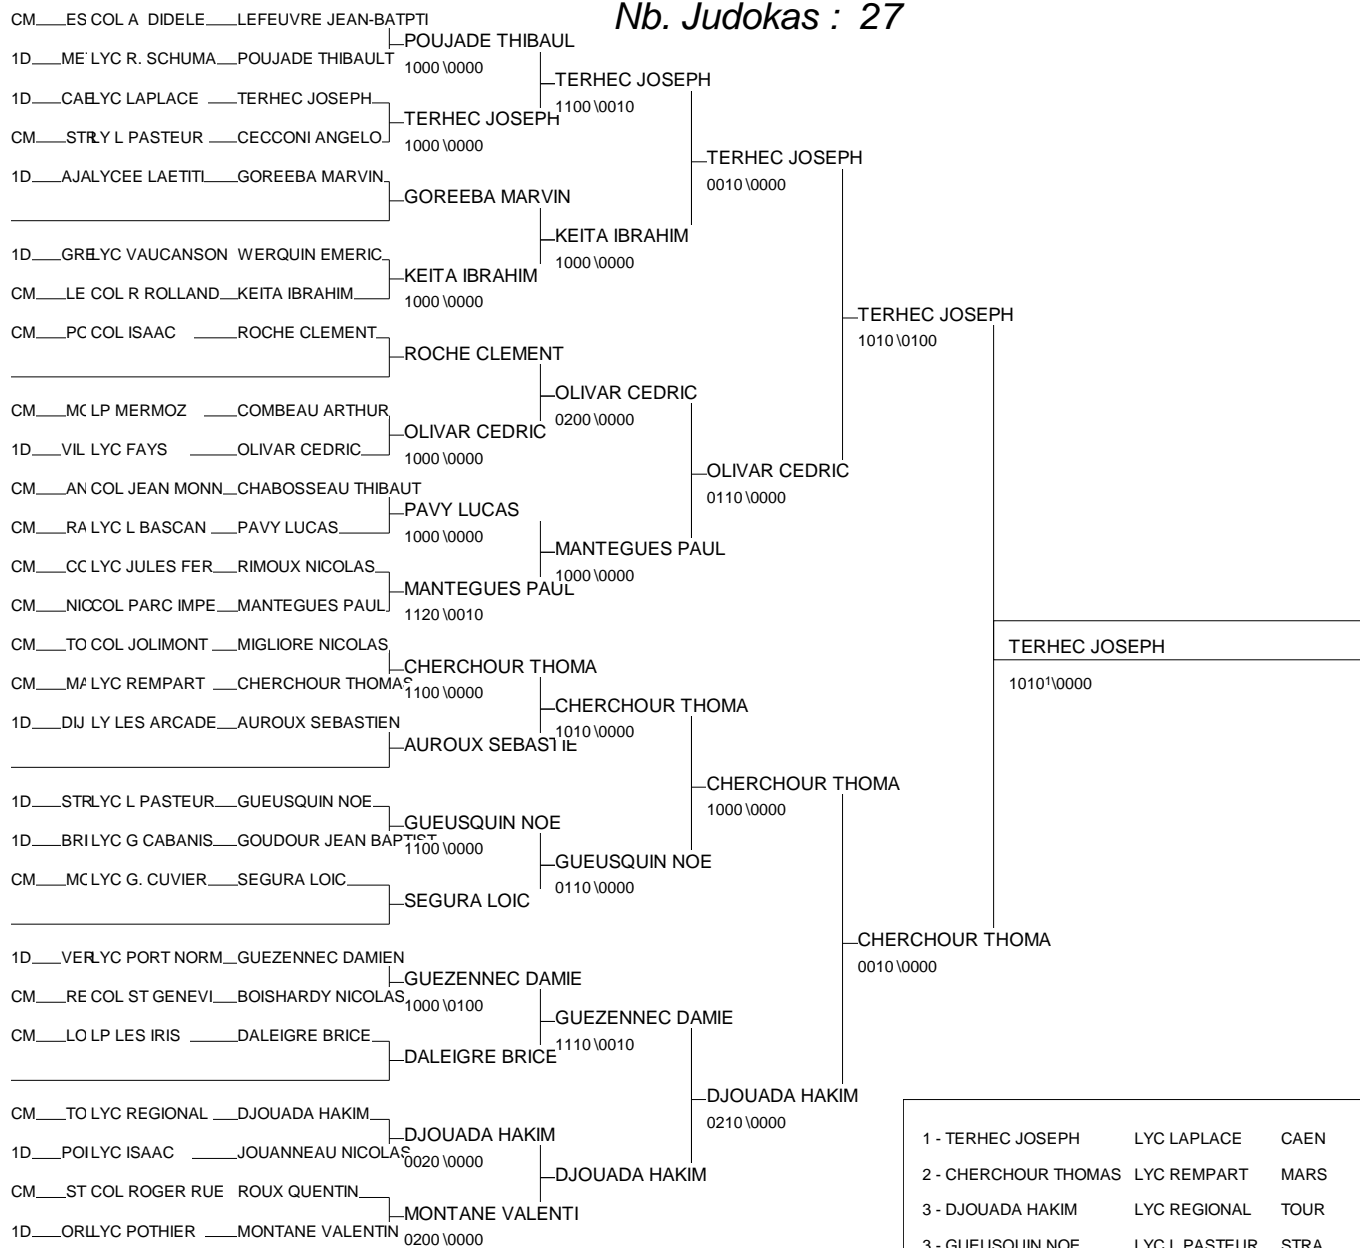 Nb. Judokas : 27
CM ES COL A DIDELE LEFEUVRE JEAN-BATPTI
POUJADE THIBAUL
1D ME LYC R. SCHUMA POUJADE THIBAULT
1000 \0000
TERHEC JOSEPH
1D CAE LYC LAPLACE TERHEC JOSEPH
1100 \0010
TERHEC JOSEPH
CM STR LY L PASTEUR CECCONI ANGELO
1000 \0000
TERHEC JOSEPH
1D AJA LYCEE LAETITI GOREEBA MARVIN
0010 \0000
GOREEBA MARVIN
KEITA IBRAHIM
1D GRE LYC VAUCANSON WERQUIN EMERIC
1000 \0000
KEITA IBRAHIM
CM LE COL R ROLLAND KEITA IBRAHIM
1000 \0000
TERHEC JOSEPH
CM PO COL ISAAC ROCHE CLEMENT
1010 \0100
ROCHE CLEMENT
OLIVAR CEDRIC
CM MO LP MERMOZ COMBEAU ARTHUR
0200 \0000
OLIVAR CEDRIC
1D VIL LYC FAYS OLIVAR CEDRIC
1000 \0000
OLIVAR CEDRIC
CM AN COL JEAN MONN CHABOSSEAU THIBAUT
0110 \0000
PAVY LUCAS
CM RA LYC L BASCAN PAVY LUCAS
1000 \0000
MANTEGUES PAUL
CM CO LYC JULES FER RIMOUX NICOLAS
1000 \0000
MANTEGUES PAUL
CM NIC COL PARC IMPE MANTEGUES PAUL
1120 \0010
CM TO COL JOLIMONT MIGLIORE NICOLAS
TERHEC JOSEPH
CHERCHOUR THOMA
CM MA LYC REMPART CHERCHOUR THOMAS
1010¹\0000
1100 \0000
CHERCHOUR THOMA
1D DIJ LY LES ARCADE AUROUX SEBASTIEN
1010 \0000
AUROUX SEBASTIE
CHERCHOUR THOMA
1D STR LYC L PASTEUR GUEUSQUIN NOE
1000 \0000
GUEUSQUIN NOE
1D BRI LYC G CABANIS GOUDOUR JEAN BAPTIST
1100 \0000
GUEUSQUIN NOE
CM MO LYC G. CUVIER SEGURA LOIC
0110 \0000
SEGURA LOIC
CHERCHOUR THOMA
1D VER LYC PORT NORM GUEZENNEC DAMIEN
0010 \0000
GUEZENNEC DAMIE
CM RE COL ST GENEVI BOISHARDY NICOLAS
1000 \0100
GUEZENNEC DAMIE
CM LO LP LES IRIS DALEIGRE BRICE
1110 \0010
DALEIGRE BRICE
DJOUADA HAKIM
CM TO LYC REGIONAL DJOUADA HAKIM
0210 \0000
DJOUADA HAKIM
1D POI LYC ISAAC JOUANNEAU NICOLAS
0020 \0000
DJOUADA HAKIM
CM ST COL ROGER RUE ROUX QUENTIN
MONTANE VALENTI
1D ORL LYC POTHIER MONTANE VALENTIN
0200 \0000
1 - TERHEC JOSEPH LYC LAPLACE CAEN
2 - CHERCHOUR THOMAS LYC REMPART MARS
3 - DJOUADA HAKIM LYC REGIONAL TOUR
3 - GUEUSQUIN NOE LYC L PASTEUR STRA